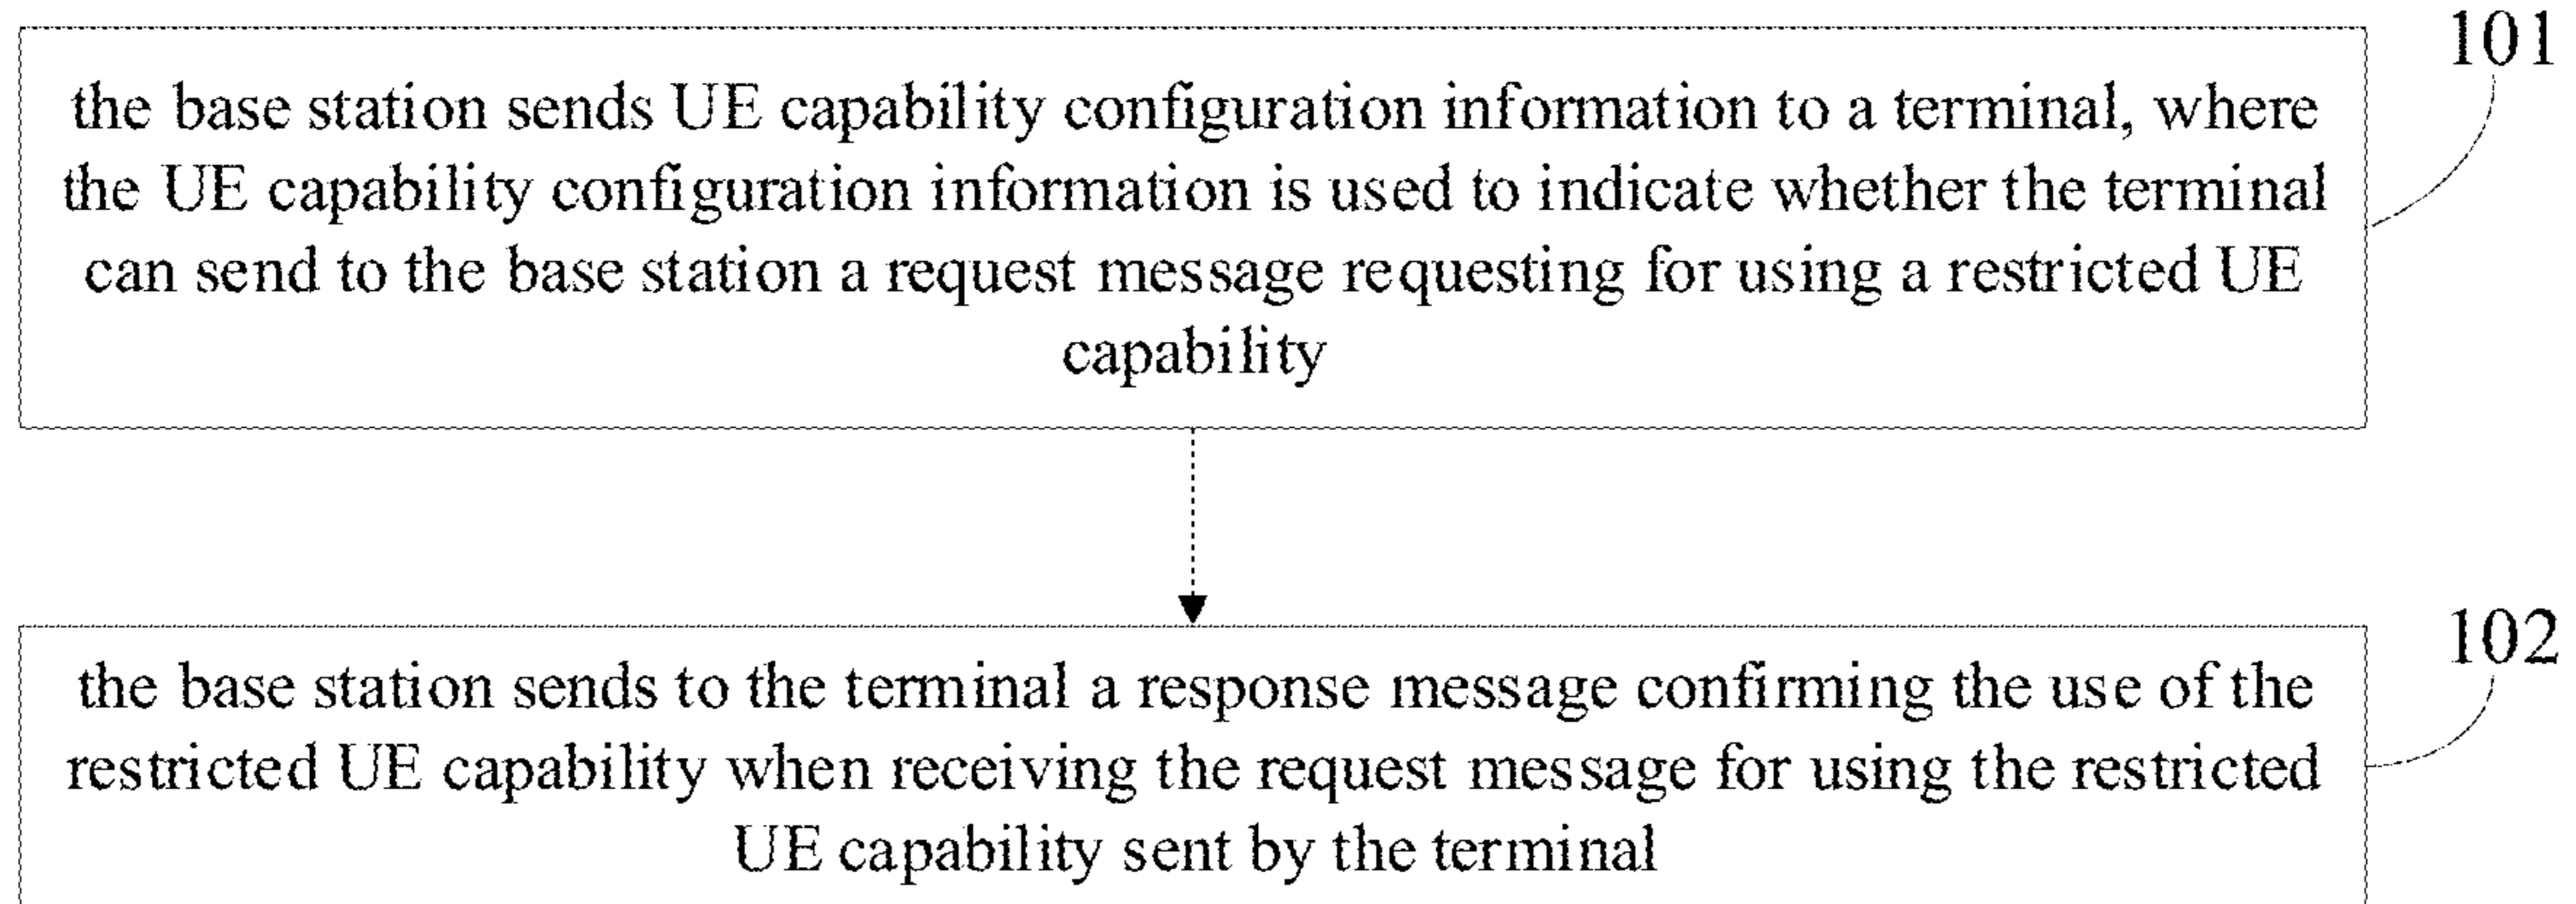 101
the base station sends UE capability configuration information to a terminal, where
the UE capability configuration information is used to indicate whether the terminal
can send to the base station a request message requesting for using a restricted UE
capability
102
the base station sends to the terminal a response message confirming the use of the
restricted UE capability when receiving the request message for using the restricted
UE capability sent by the terminal